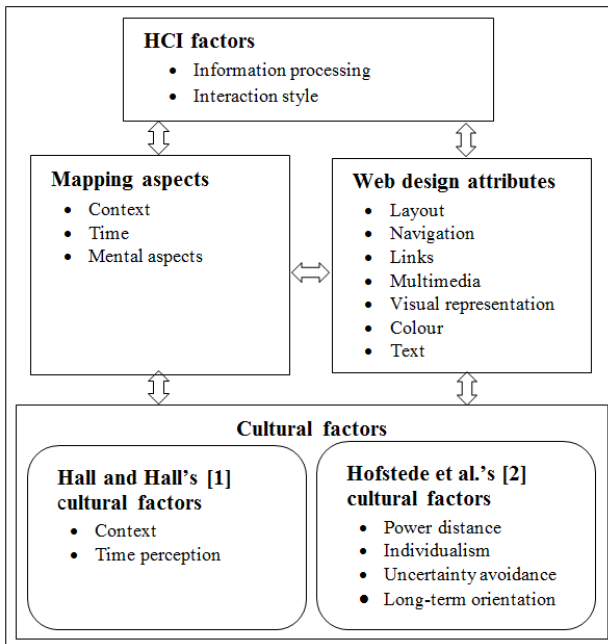 HCI factors
• Information processing
• Interaction style
Mapping aspects
• Context
• Time
• Mental aspects
Web design attributes
• Layout
• Navigation
• Links
• Multimedia
• Visual representation
• Colour
• Text
Cultural factors
Hall and Hall’s [1]
cultural factors
• Context
• Time perception
Hofstede et al.’s [2]
cultural factors
• Power distance
• Individualism
• Uncertainty avoidance
• Long-term orientation